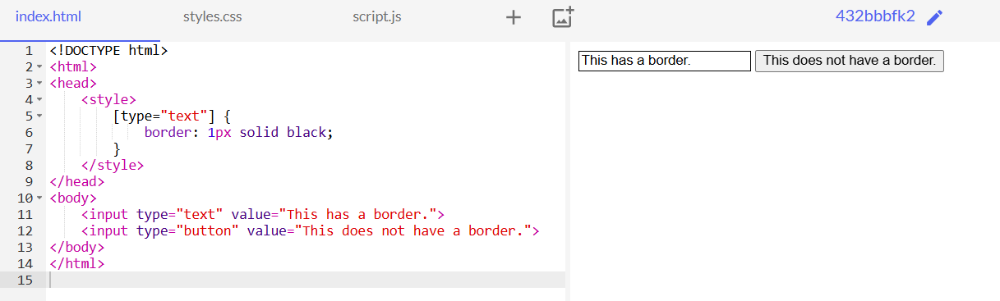 index.html styles.css script.js 432bbbfk2
1 <!DOCTYPE html>
2 <html>
3 <head>
4 <style>
5 [type="text"] {
6 border: 1px solid black;
7 }
8 </style>
9 </head>
10 <body>
11 <input type="text" value="This has a border.">
12 <input type="button" value="This does not have a border.">
13 </body>
14 </html>
15
This has a border. This does not have a border.